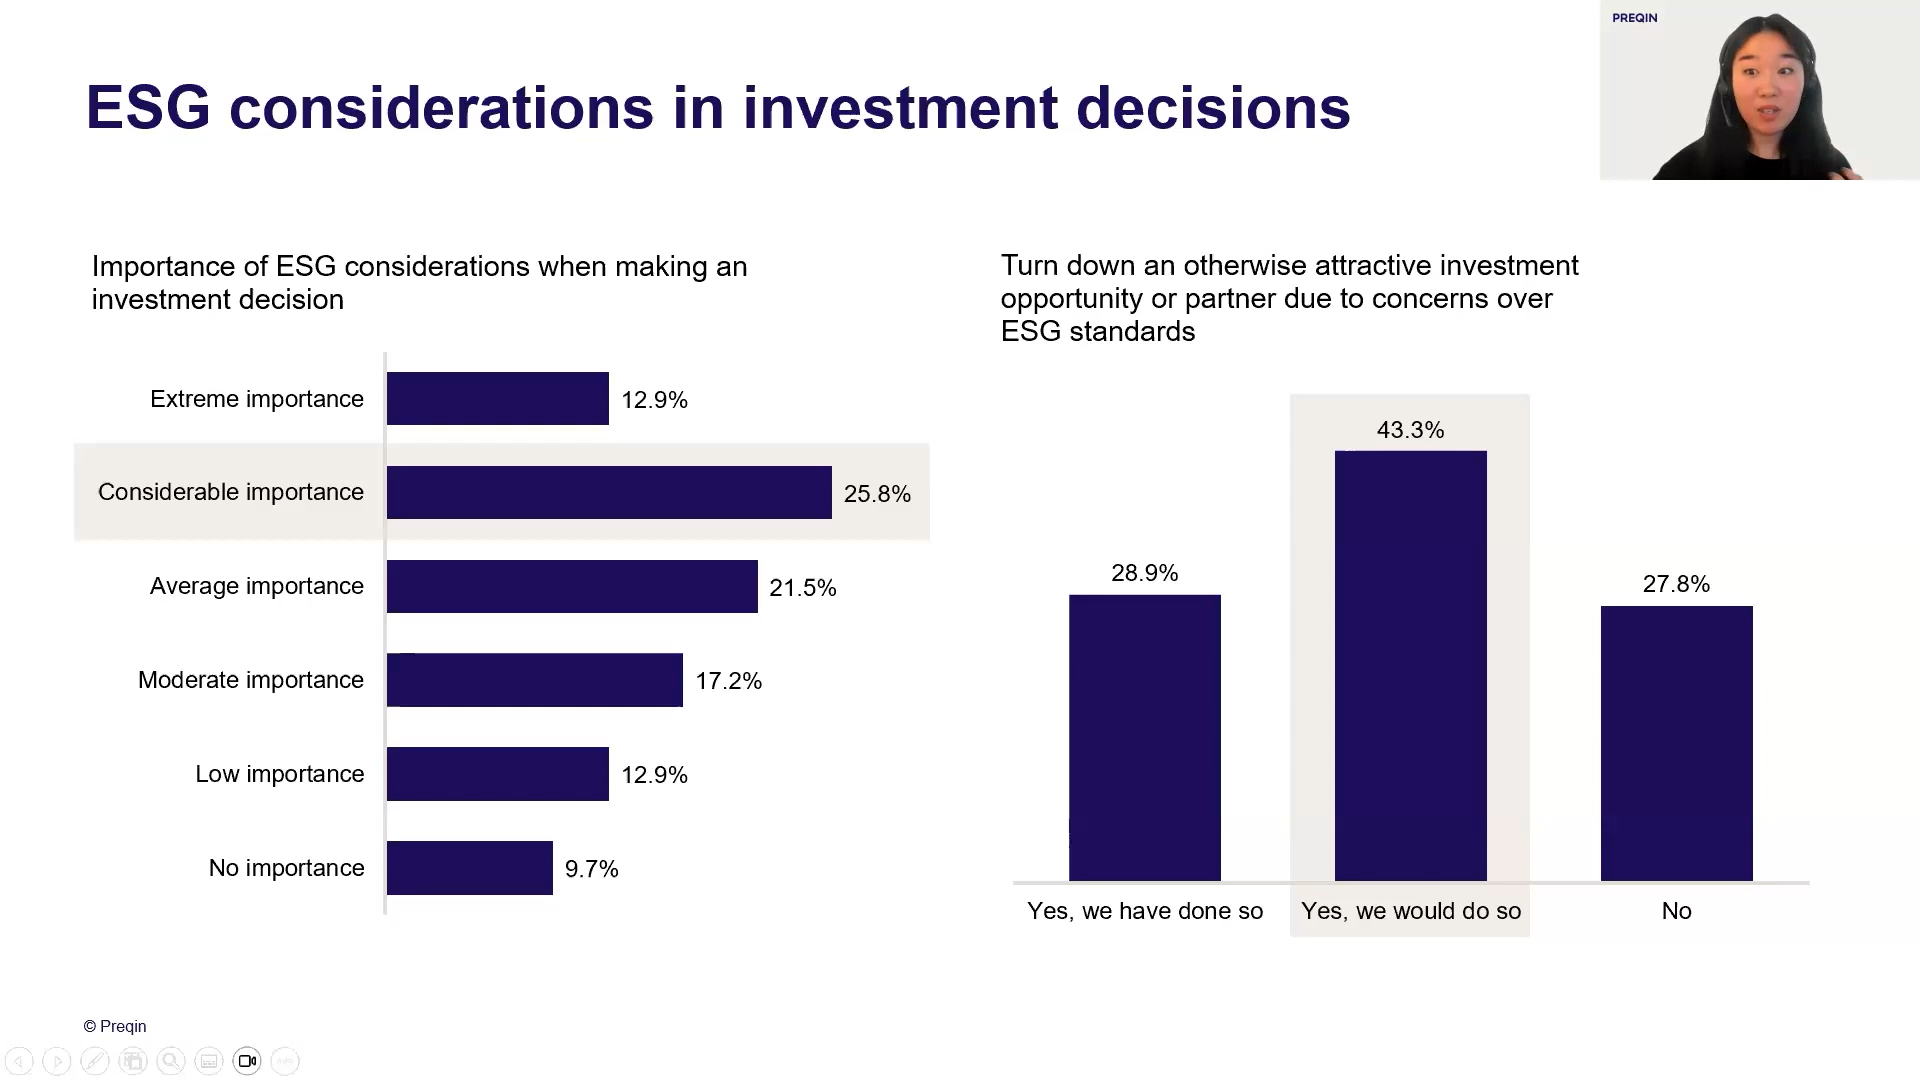 PREQIN
ESG considerations in investment decisions
Importance of ESG considerations when making an
investment decision
Extreme importance 12.9%
Considerable importance 25.8%
Average importance 21.5%
Moderate importance 17.2%
Low importance 12.9%
No importance 9.7%
Turn down an otherwise attractive investment
opportunity or partner due to concerns over
ESG standards
43.3%
28.9%
27.8%
Yes, we have done so Yes, we would do so No
© Preqin